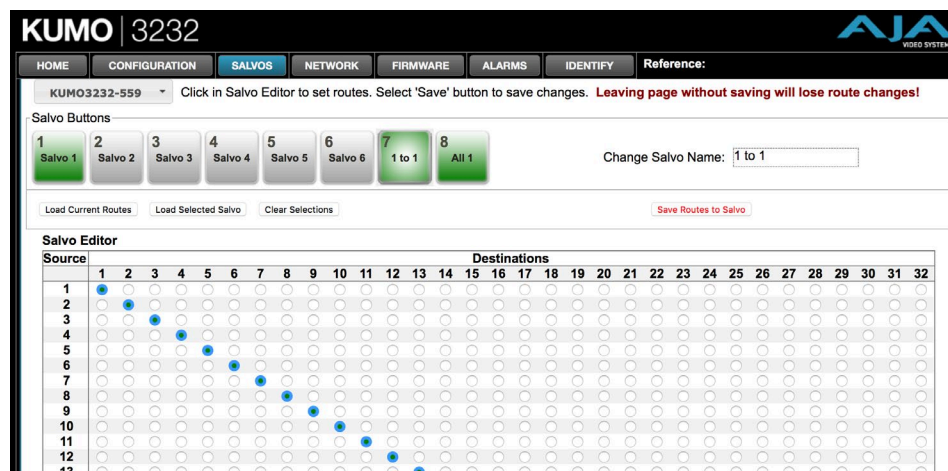 KUMO | 3232
AJA
VIDEO SYSTEM
HOME CONFIGURATION SALVOS NETWORK FIRMWARE ALARMS IDENTIFY Reference:
KUMO3232-559 Click in Salvo Editor to set routes. Select 'Save' button to save changes. Leaving page without saving will lose route changes!
Salvo Buttons
1 2 3 4 5 6 7 8
Salvo 1 Salvo 2 Salvo 3 Salvo 4 Salvo 5 Salvo 6 1 to 1 All 1 Change Salvo Name: 1 to 1
Load Current Routes Load Selected Salvo Clear Selections Save Routes to Salvo
Salvo Editor
Source Destinations
1 2 3 4 5 6 7 8 9 10 11 12 13 14 15 16 17 18 19 20 21 22 23 24 25 26 27 28 29 30 31 32
1
2
3
4
5
6
7
8
9
10
11
12
13